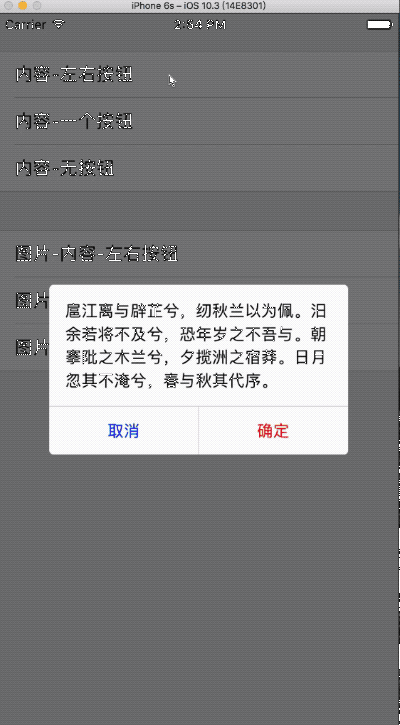 iPhone 6s – iOS 10.3 (14E8301)
Carrier 2:54 PM
内容-左右按钮
内容-一个按钮
内容-无按钮
图片-内容-左右按钮
图片
图片
扈江离与辟芷兮，纫秋兰以为佩。汩
余若将不及兮，恐年岁之不吾与。朝
搴阰之木兰兮，夕揽洲之宿莽。日月
忽其不淹兮，春与秋其代序。
取消 确定